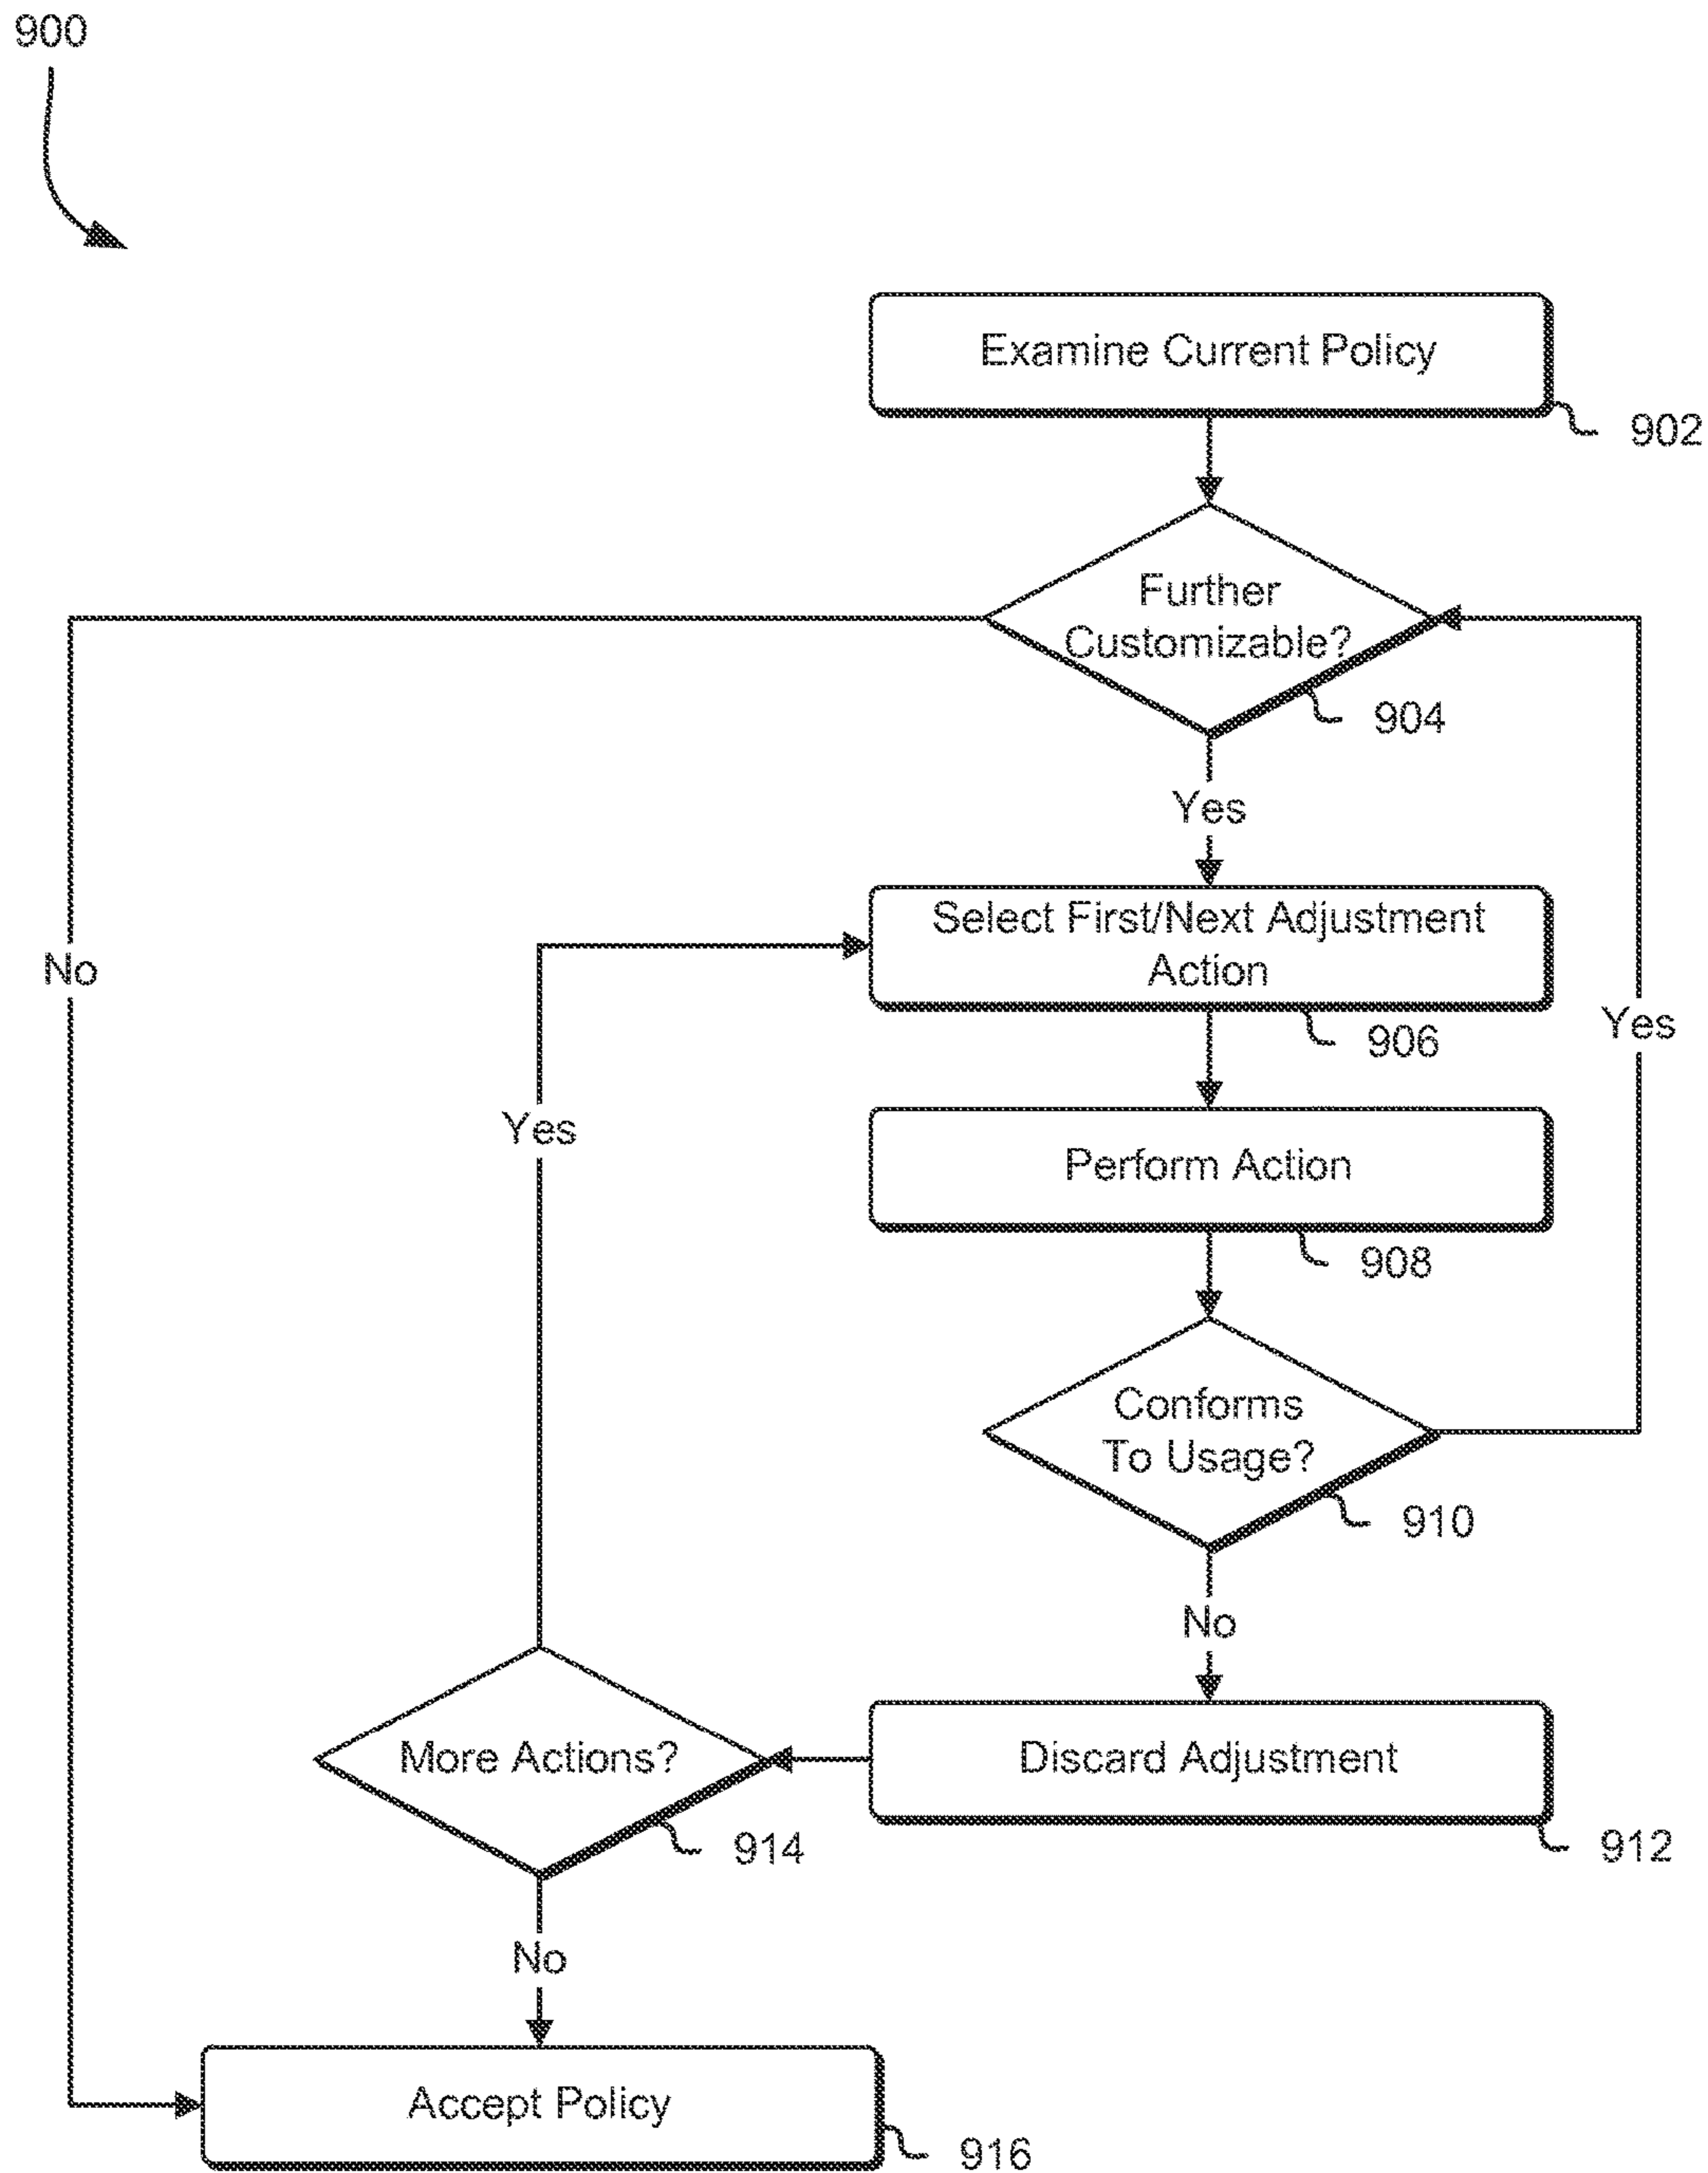 900
Examine Current Policy
902
Further
Customizable?
904
Yes
Select First/Next Adjustment
Action
906
No
Yes
Yes
Perform Action
908
Conforms
To Usage?
910
No
More Actions?
914
Discard Adjustment
912
No
Accept Policy
916